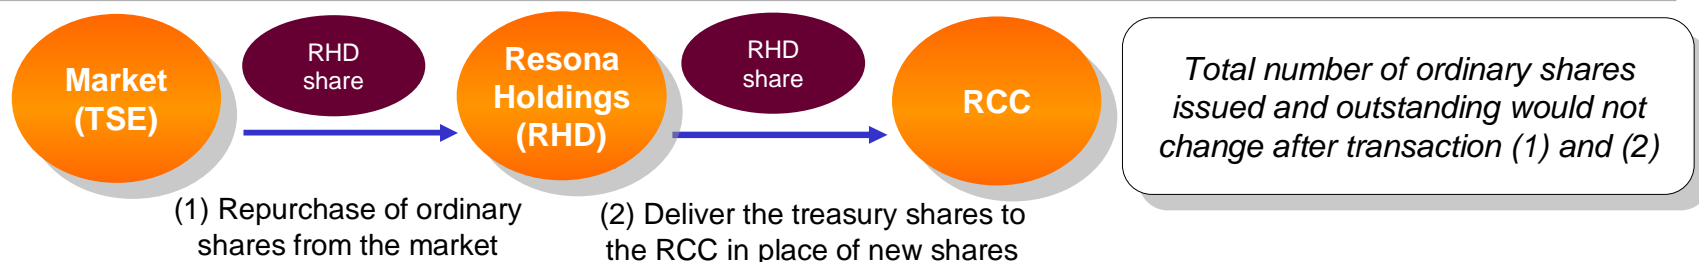 Market
(TSE)
RHD
share
Resona
Holdings
(RHD)
RHD
share
RCC
Total number of ordinary shares
issued and outstanding would not
change after transaction (1) and (2)
(1) Repurchase of ordinary
shares from the market
(2) Deliver the treasury shares to
the RCC in place of new shares